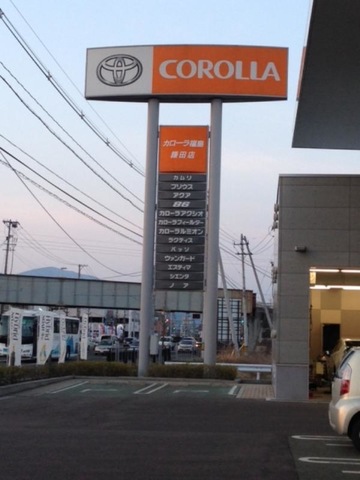 COROLLA
カローラ福島
鎌田店
カムリ
プリウス
アクア
86
カローラアクシオ
カローラフィールダー
カローラルミオン
ラクティス
パッソ
ヴァンガード
エスティマ
シエンタ
ノア